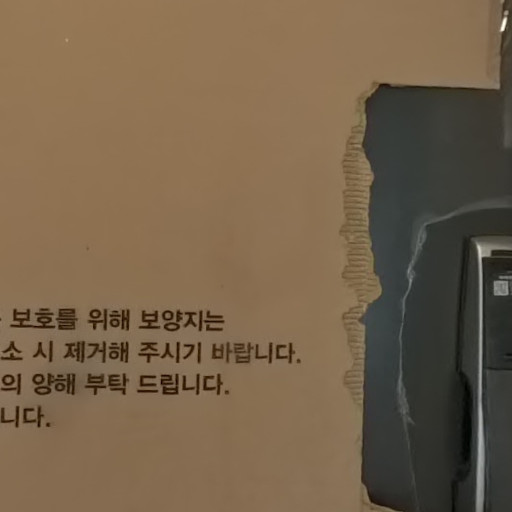 보호를 위해 보양지는
소 시 제거해 주시기 바랍니다.
의 양해 부탁 드립니다.
니다.